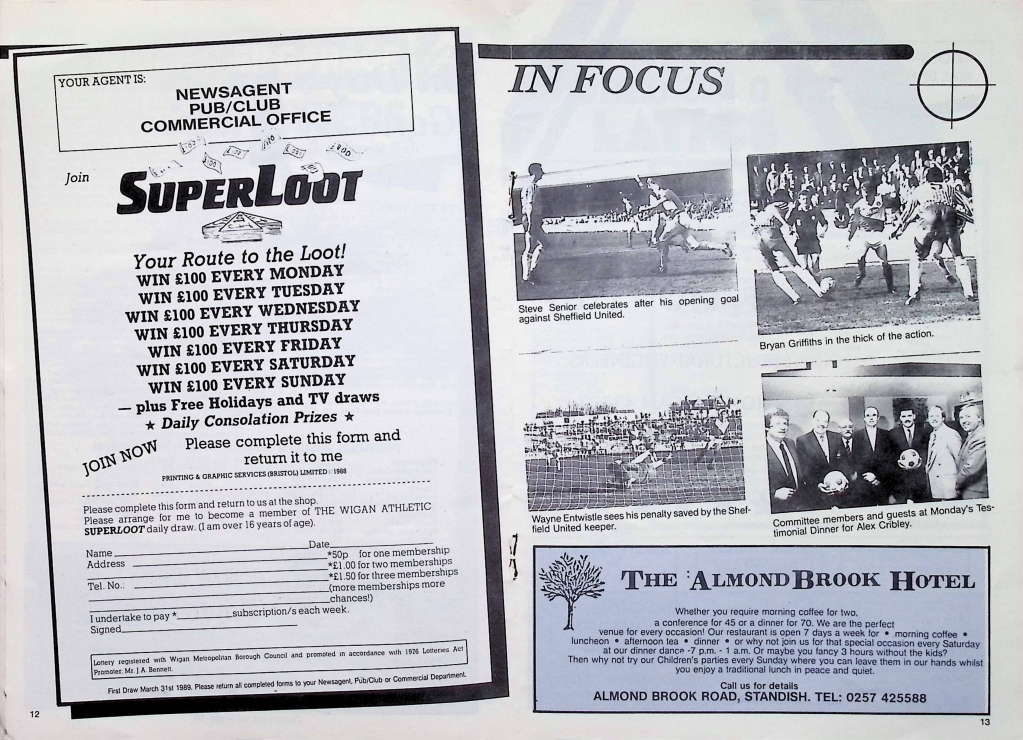 YOUR AGENT IS:
NEWSAGENT
PUB/CLUB
COMMERCIAL OFFICE
Join
SUPERLOOT
Your Route to the Loot!
WIN £100 EVERY MONDAY
WIN £100 EVERY TUESDAY
WIN £100 EVERY WEDNESDAY
WIN £100 EVERY THURSDAY
WIN £100 EVERY FRIDAY
WIN £100 EVERY SATURDAY
WIN £100 EVERY SUNDAY
— plus Free Holidays and TV draws
★ Daily Consolation Prizes ★
JOIN NOW
Please complete this form and
return it to me
PRINTING & GRAPHIC SERVICES (BRISTOL) LIMITED 1988
Please complete this form and return to us at the shop.
Please arrange for me to become a member of THE WIGAN ATHLETIC
SUPERLOOT daily draw. (I am over 16 years of age).
Name Date
Address *50p for one membership
*£1.00 for two memberships
Tel. No.: *£1.50 for three memberships
(more memberships more
chances!)
I undertake to pay * subscription/s each week.
Signed
Lottery registered with Wigan Metropolitan Borough Council and promoted in accordance with 1976 Lotteries Act
Promoter: Mr. J.A. Bennett.
First Draw March 31st 1989. Please return all completed forms to your Newsagent, Pub/Club or Commercial Department.
12
IN FOCUS
Steve Senior celebrates after his opening goal
against Sheffield United.
Bryan Griffiths in the thick of the action.
Wayne Entwistle sees his penalty saved by the Shef-
field United keeper.
Committee members and guests at Monday's Tes-
timonial Dinner for Alex Cribley.
THE ALMOND BROOK HOTEL
Whether you require morning coffee for two,
a conference for 45 or a dinner for 70. We are the perfect
venue for every occasion! Our restaurant is open 7 days a week for • morning coffee •
luncheon • afternoon tea • dinner • or why not join us for that special occasion every Saturday
at our dinner dance -7 p.m. - 1 a.m. Or maybe you fancy 3 hours without the kids?
Then why not try our Children's parties every Sunday where you can leave them in our hands whilst
you enjoy a traditional lunch in peace and quiet.
Call us for details
ALMOND BROOK ROAD, STANDISH. TEL: 0257 425588
13